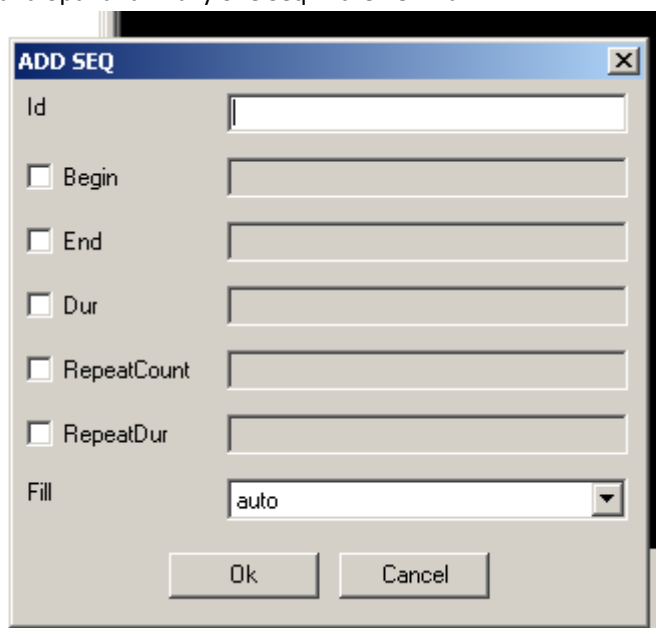 ADD SEQ
Id
Begin
End
Dur
RepeatCount
RepeatDur
Fill auto
Ok Cancel